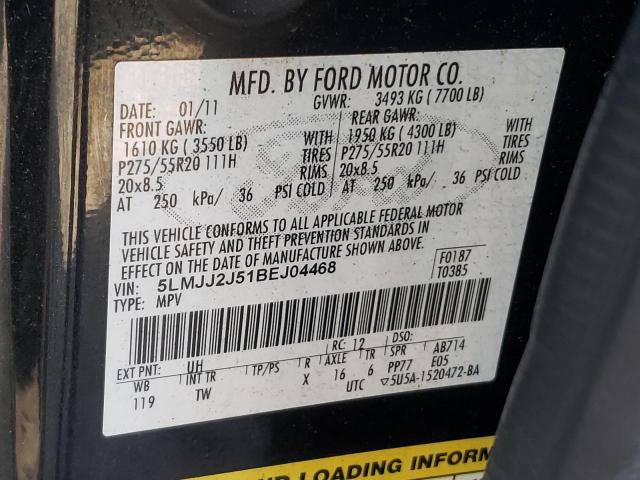 MFD. BY FORD MOTOR CO.
DATE: 01/11 GVWR: 3493 KG (7700 LB)
FRONT GAWR: REAR GAWR:
1610 KG (3550 LB) WITH 1950 KG (4300 LB) WITH
P275/55R20 111H TIRES P275/55R20 111H TIRES
20x8.5 RIMS 20x8.5 RIMS
AT 250 kPa/ 36 PSI COLD AT 250 kPa/ 36 PSI COLD
THIS VEHICLE CONFORMS TO ALL APPLICABLE FEDERAL MOTOR
VEHICLE SAFETY AND THEFT PREVENTION STANDARDS IN
EFFECT ON THE DATE OF MANUFACTURE SHOWN ABOVE.
VIN: 5LMJJ2J51BEJ04468 F0187
TYPE: MPV T0385
EXT PNT: UH RC: 12 DSO:
WB INT TR TP/PS R AXLE TR SPR AB714
119 TW X 16 6 PP77 E05
UTC ▽5U5A-1520472-BA
ND LOADING INFORM